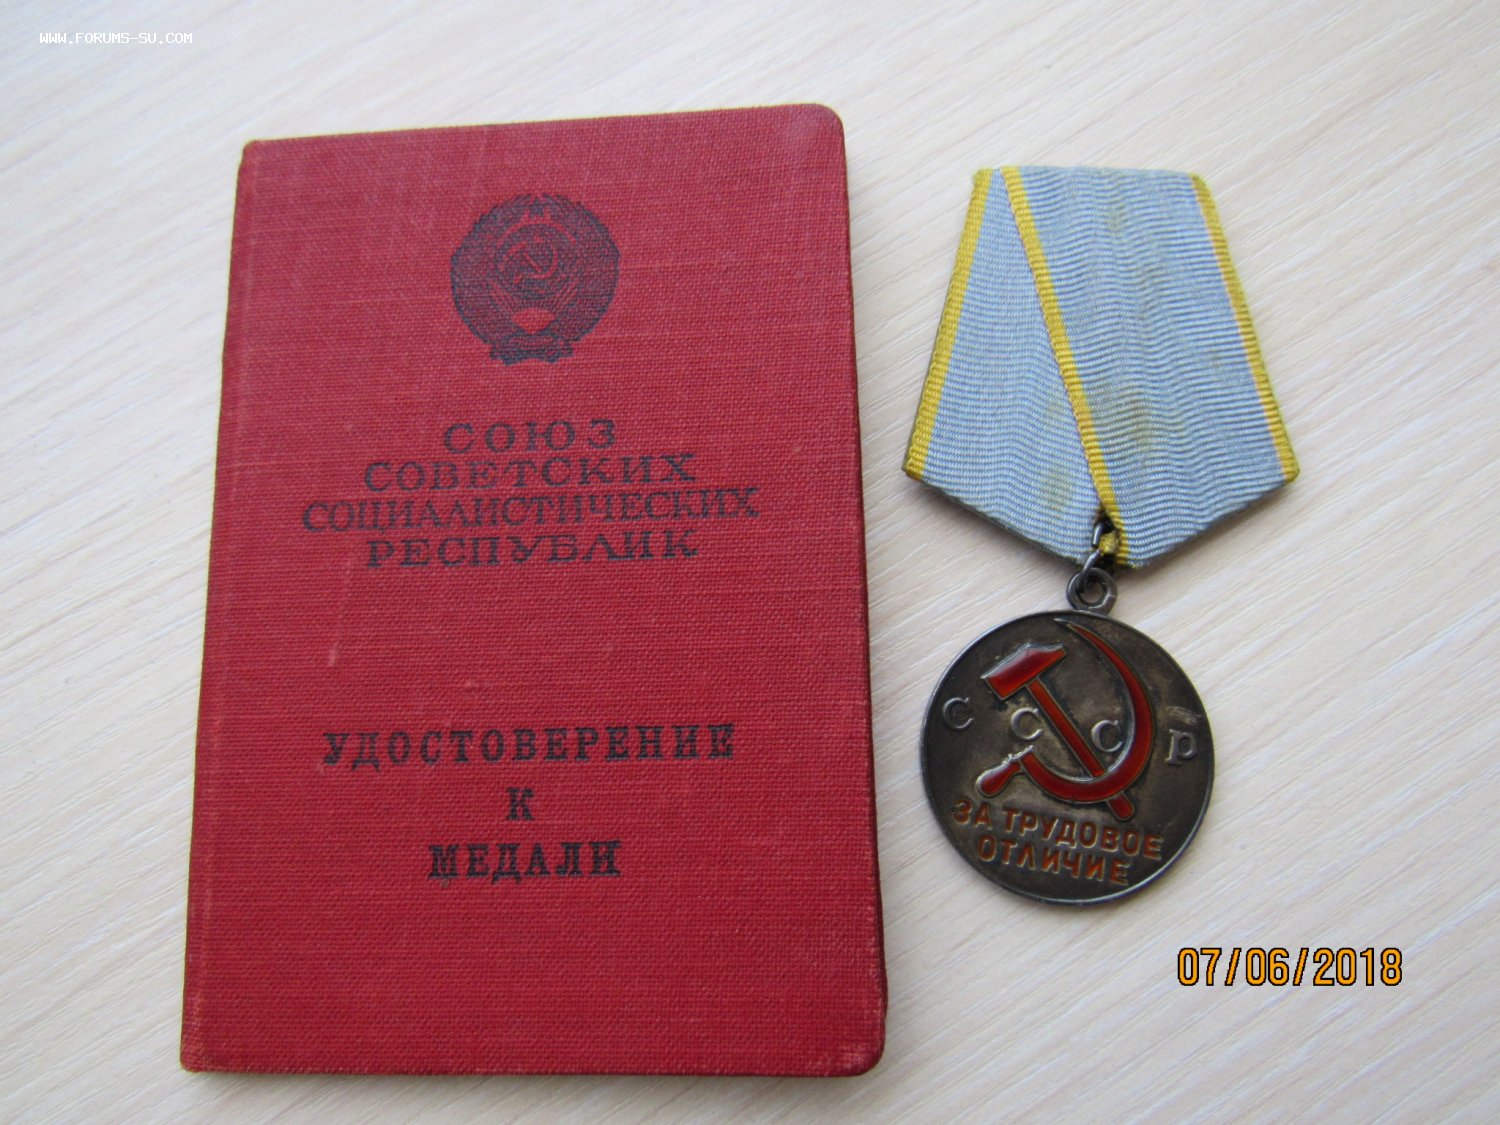 WWW.FORUMS-SU.COM
СОЮЗ
СОВЕТСКИХ
СОЦИАЛИСТИЧЕСКИХ
РЕСПУБЛИК
УДОСТОВЕРЕНИЕ
К
МЕДАЛИ
С С С Р
ЗА ТРУДОВОЕ
ОТЛИЧИЕ
07/06/2018